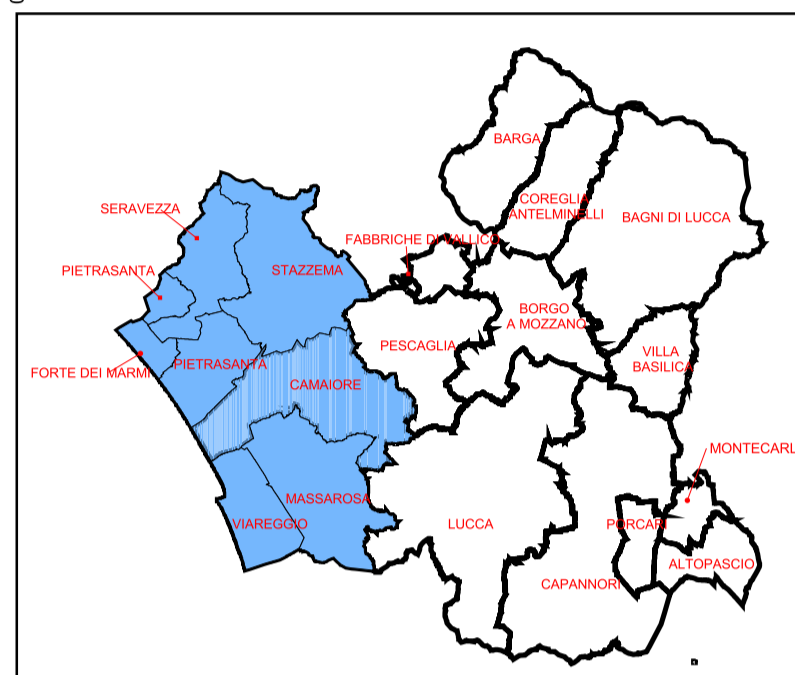 BARGA
COREGLIA
ANTELMINELLI
BAGNI DI LUCCA
SERAVEZZA
FABBRICHE DI VALLICO
PIETRASANTA
STAZZEMA
BORGO
A MOZZANO
PESCAGLIA
VILLA
BASILICA
FORTE DEI MARMI
PIETRASANTA
CAMAIORE
MONTECARL
MASSAROSA
VIAREGGIO
LUCCA
PORCARI
ALTOPASCIO
CAPANNORI